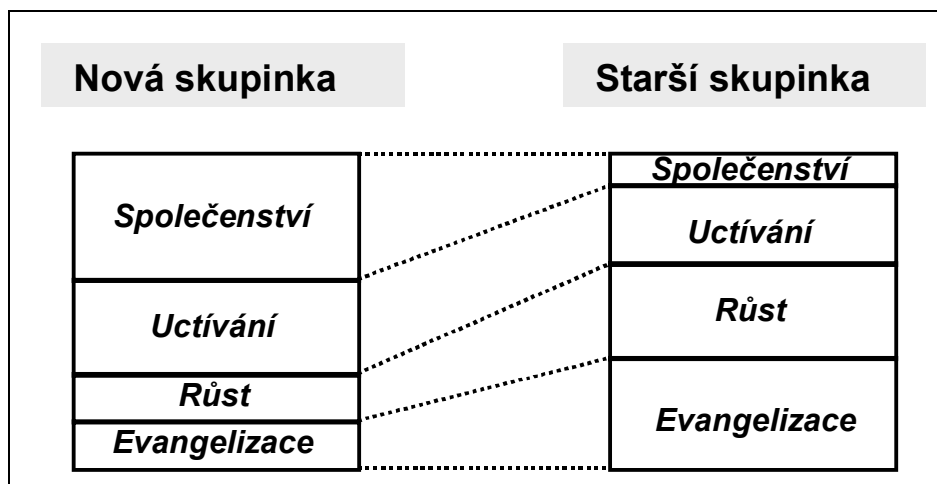 Nová skupinka
Starší skupinka
Společenství
Uctívání
Růst
Evangelizace
Společenství
Uctívání
Růst
Evangelizace